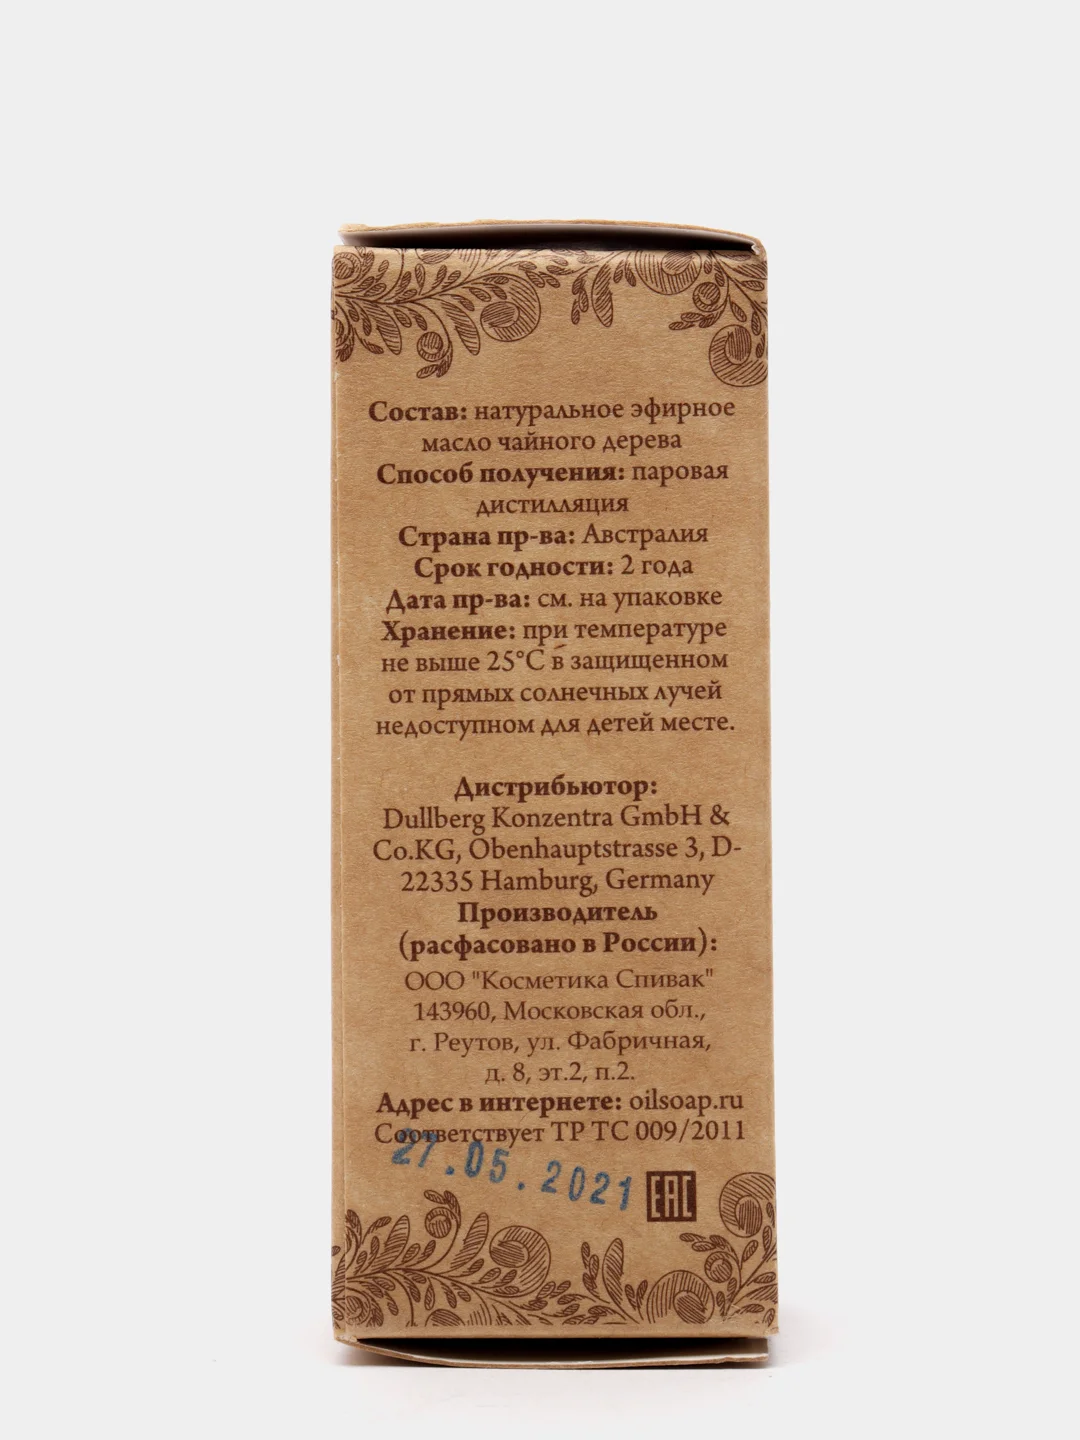 Состав: натуральное эфирное
масло чайного дерева
Способ получения: паровая
дистилляция
Страна пр-ва: Австралия
Срок годности: 2 года
Дата пр-ва: см. на упаковке
Хранение: при температуре
не выше 25°C в защищенном
от прямых солнечных лучей
недоступном для детей месте.
Дистрибьютор:
Dullberg Konzentra GmbH &
Co.KG, Obenhauptstrasse 3, D-
22335 Hamburg, Germany
Производитель
(расфасовано в России):
ООО "Косметика Спивак"
143960, Московская обл.,
г. Реутов, ул. Фабричная,
д. 8, эт.2, п.2.
Адрес в интернете: oilsoap.ru
Соответствует ТР ТС 009/2011
27.05.2021
EAC